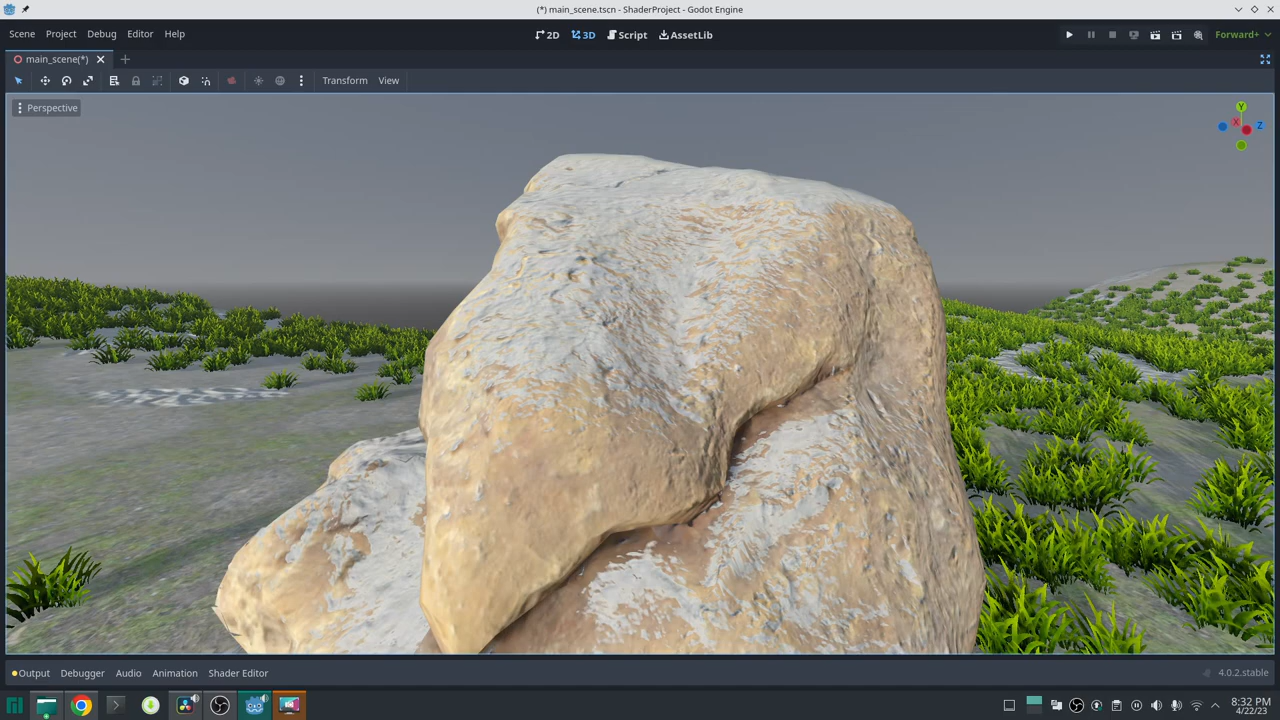 (*) main_scene.tscn - ShaderProject - Godot Engine
Scene Project Debug Editor Help
2D 3D Script AssetLib
Forward+
main_scene(*)
Transform View
Perspective
Y
X
Z
Output Debugger Audio Animation Shader Editor
4.0.2.stable
8:32 PM
4/22/23